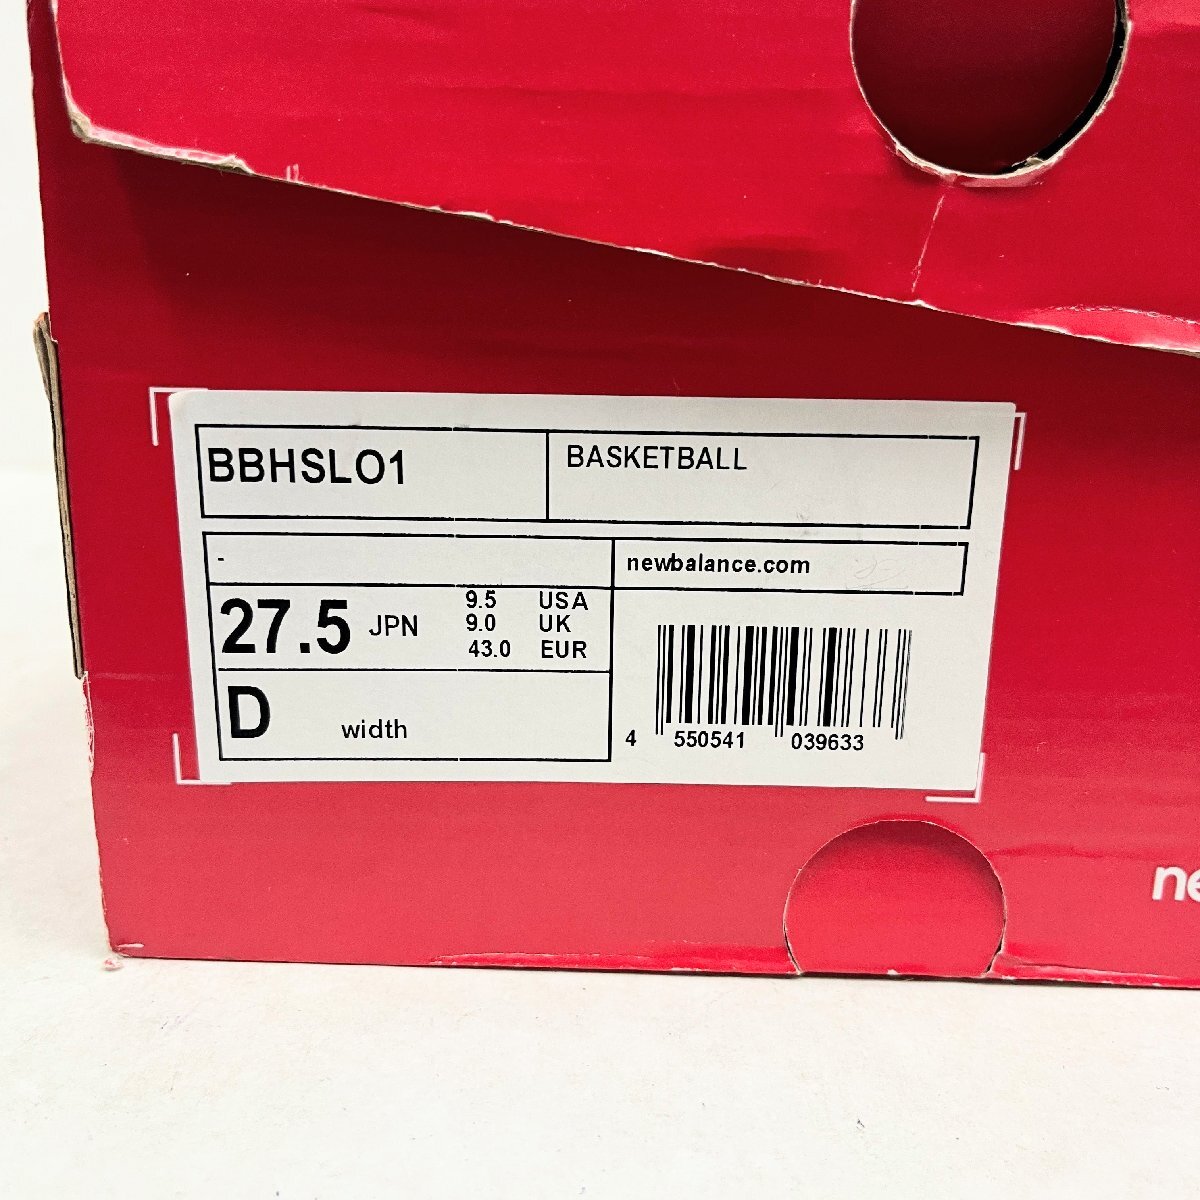 BBHSLO1
BASKETBALL
-
newbalance.com
27.5 JPN
9.5 USA
9.0 UK
43.0 EUR
D width
4 550541 039633
ne